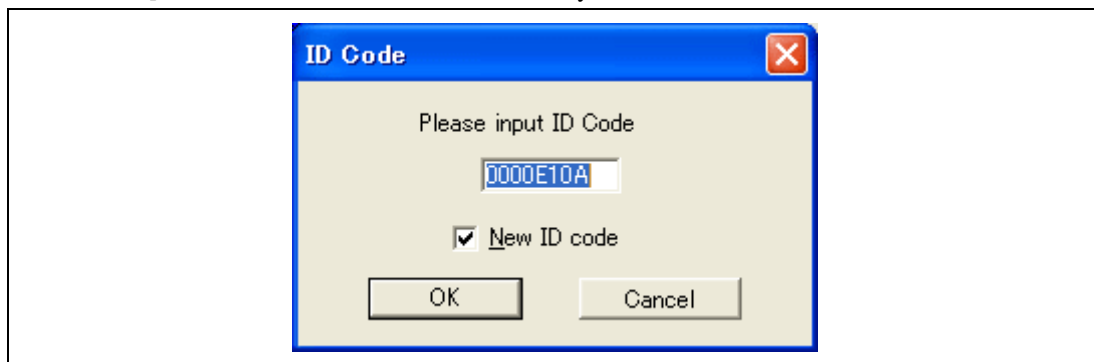 ID Code
Please input ID Code
0000E10A
New ID code
OK Cancel